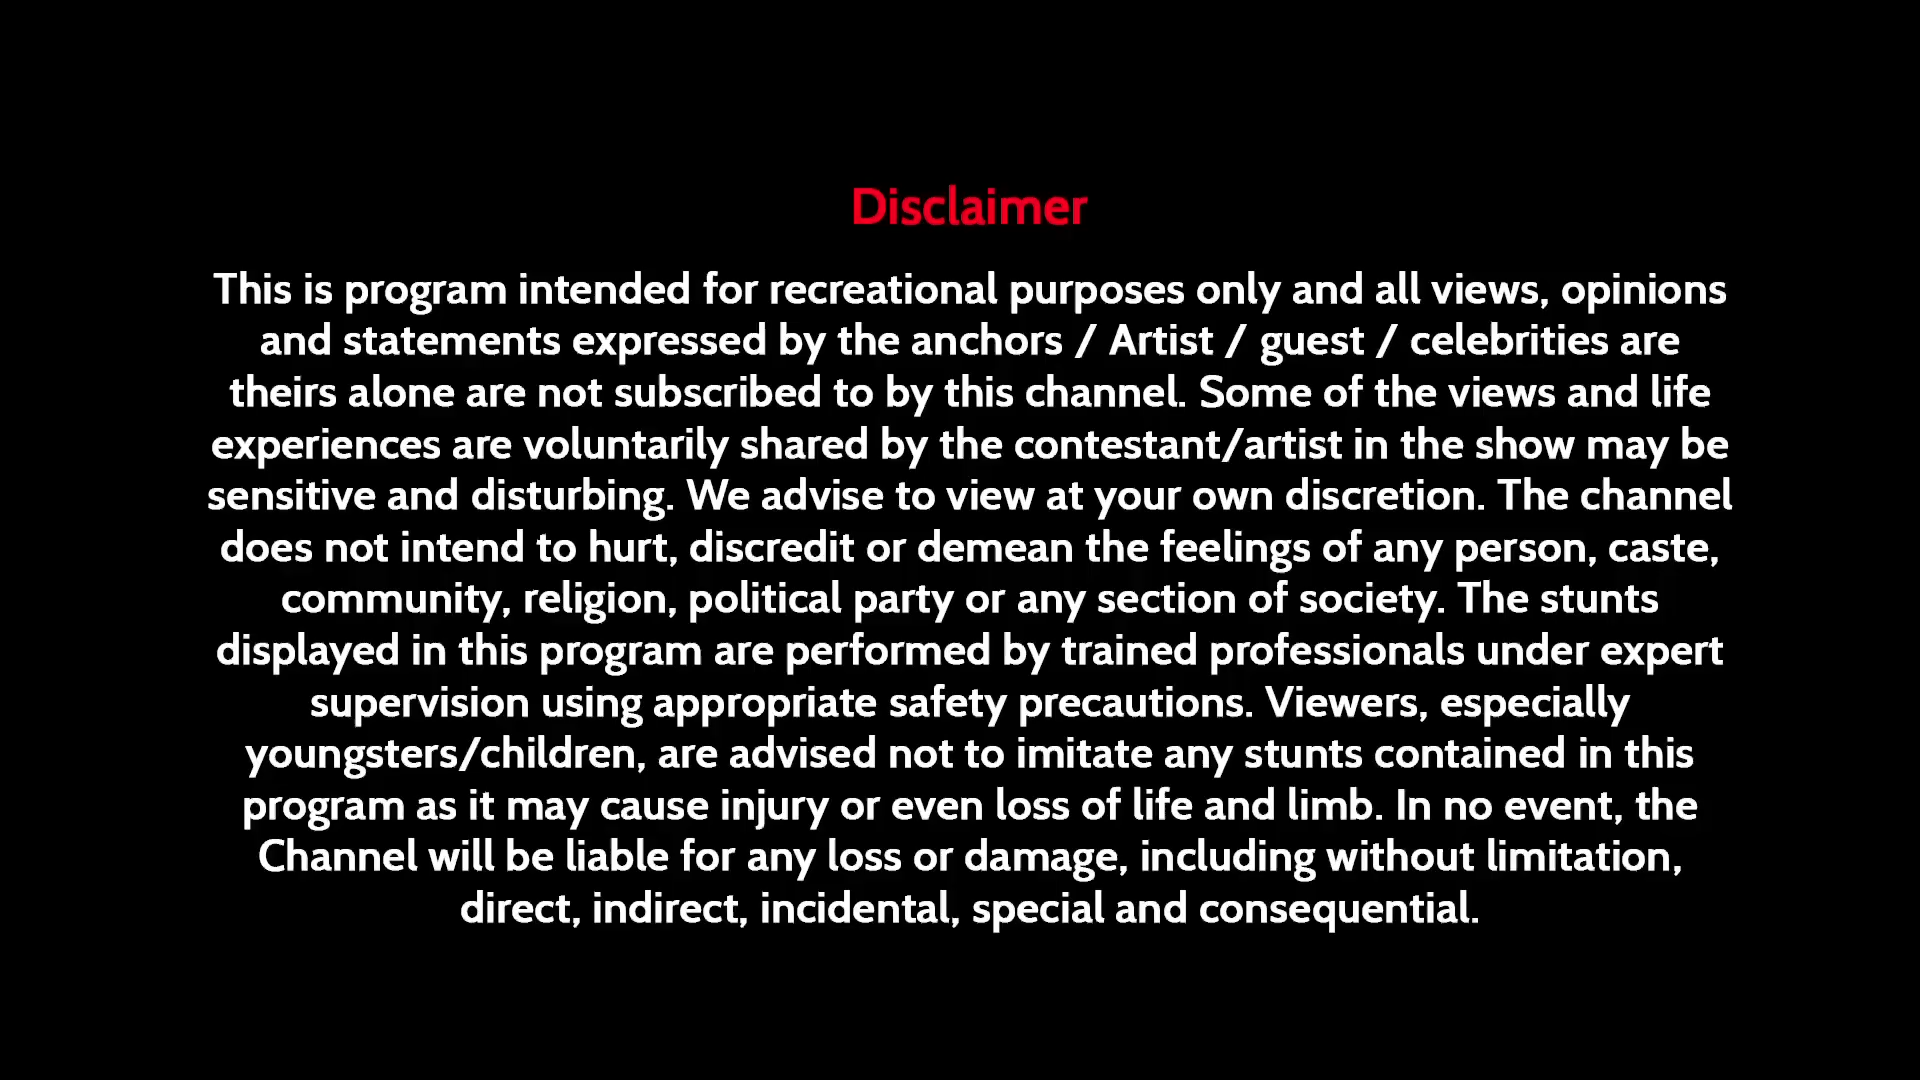 Disclaimer
This is program intended for recreational purposes only and all views, opinions
and statements expressed by the anchors / Artist / guest / celebrities are
theirs alone are not subscribed to by this channel. Some of the views and life
experiences are voluntarily shared by the contestant/artist in the show may be
sensitive and disturbing. We advise to view at your own discretion. The channel
does not intend to hurt, discredit or demean the feelings of any person, caste,
community, religion, political party or any section of society. The stunts
displayed in this program are performed by trained professionals under expert
supervision using appropriate safety precautions. Viewers, especially
youngsters/children, are advised not to imitate any stunts contained in this
program as it may cause injury or even loss of life and limb. In no event, the
Channel will be liable for any loss or damage, including without limitation,
direct, indirect, incidental, special and consequential.